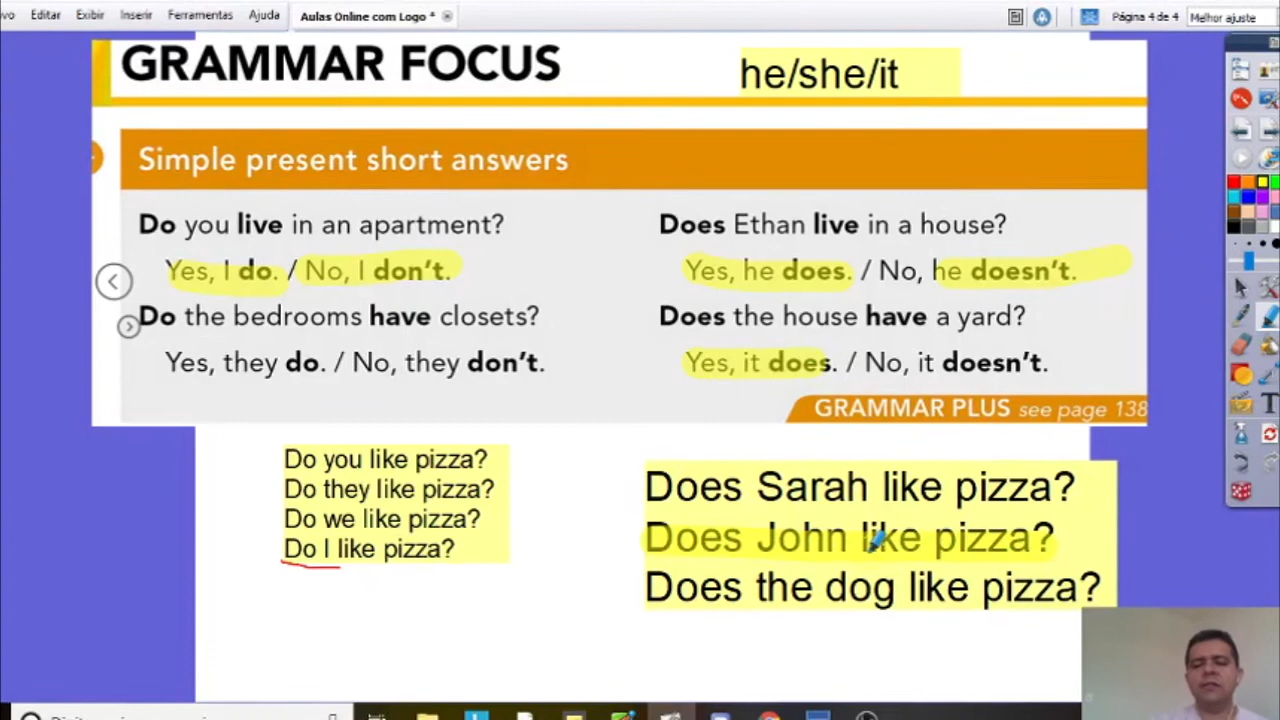 Editar Exibir Inserir Ferramentas Ajuda Aulas Online com Logo * Página 4 de 4 Melhor ajuste
GRAMMAR FOCUS
he/she/it
Simple present short answers
Do you live in an apartment?
Yes, I do. / No, I don't.
Do the bedrooms have closets?
Yes, they do. / No, they don't.
Does Ethan live in a house?
Yes, he does. / No, he doesn't.
Does the house have a yard?
Yes, it does. / No, it doesn't.
GRAMMAR PLUS see page 138
Do you like pizza?
Do they like pizza?
Do we like pizza?
Do I like pizza?
Does Sarah like pizza?
Does John like pizza?
Does the dog like pizza?